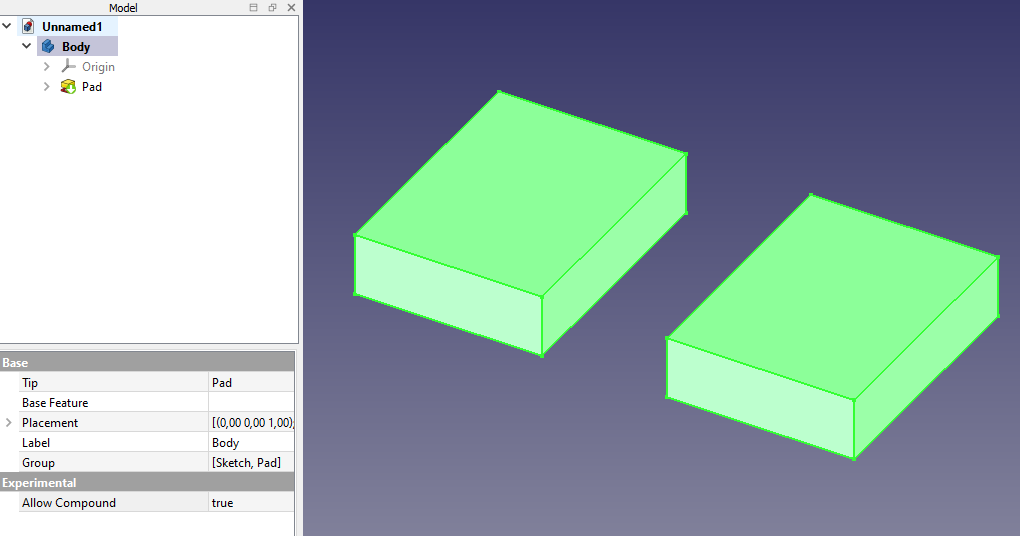 Model
Unnamed1
Body
Origin
Pad
Base
Tip Pad
Base Feature
Placement [(0,00 0,00 1,00);
Label Body
Group [Sketch, Pad]
Experimental
Allow Compound true